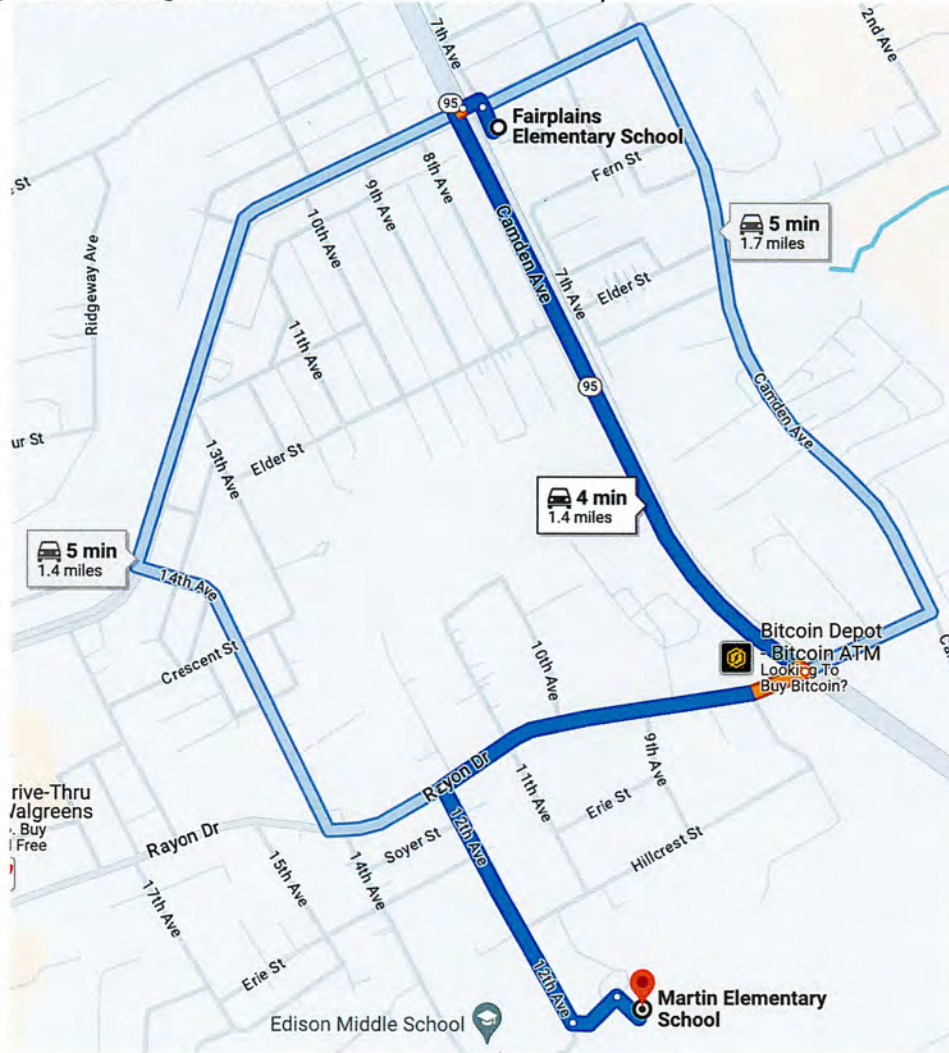 7th Ave
2nd Ave
95
Fairplains
Elementary School
Fern St
8th Ave
9th Ave
10th Ave
St
Camden Ave
7th Ave
5 min
1.7 miles
Ridgeway Ave
Elder St
11th Ave
95
Camden Ave
ur St
13th Ave
Elder St
4 min
1.4 miles
5 min
1.4 miles
14th Ave
Crescent St
Bitcoin Depot
- Bitcoin ATM
Looking To
Buy Bitcoin?
10th Ave
9th Ave
Rayon Dr
11th Ave
Erie St
rive-Thru
Walgreens
. Buy
Free
Rayon Dr
Soyer St
12th Ave
Hillcrest St
17th Ave
15th Ave
14th Ave
Erie St
12th Ave
Martin Elementary
School
Edison Middle School